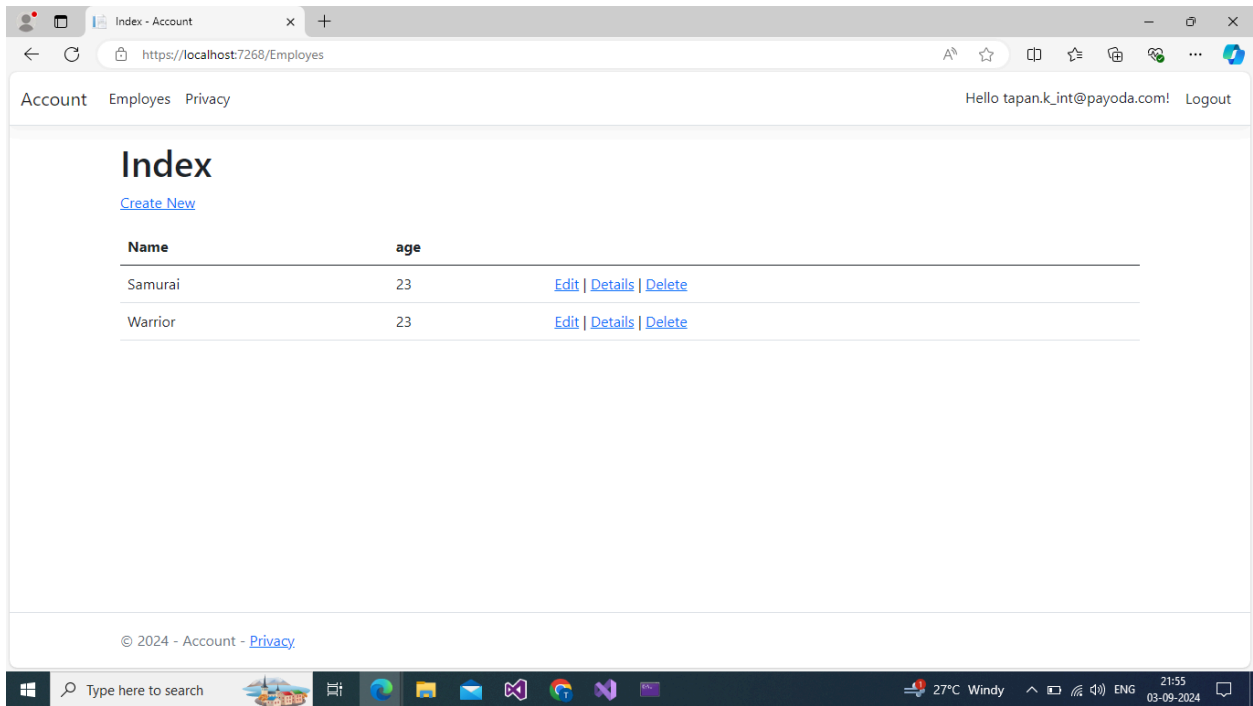 Index - Account
https://localhost:7268/Employes
Account Employes Privacy Hello tapan.k_int@payoda.com! Logout
Index
Create New
Name age
Samurai 23 Edit | Details | Delete
Warrior 23 Edit | Details | Delete
© 2024 - Account - Privacy
Type here to search 27°C Windy ENG 21:55
03-09-2024